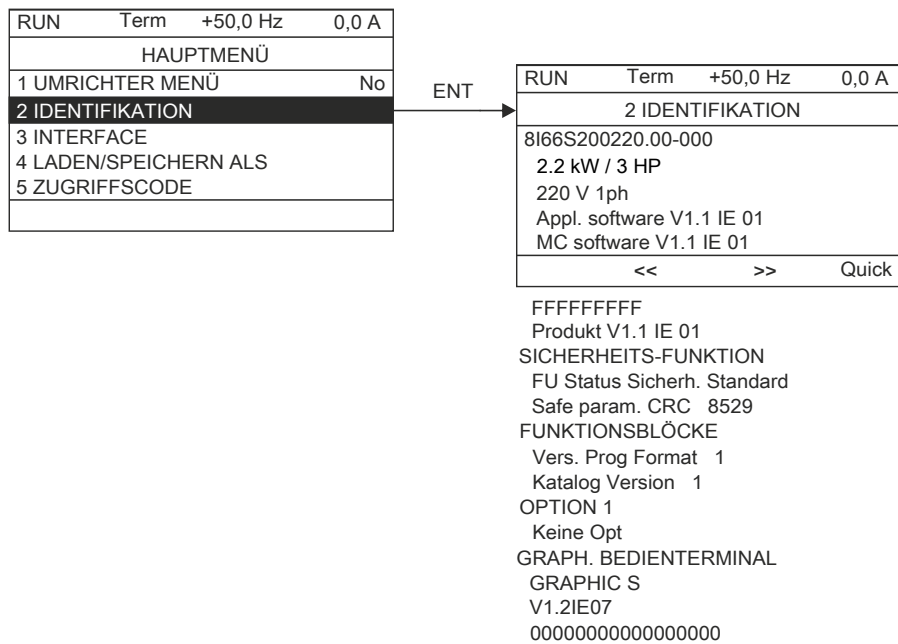 RUN Term +50,0 Hz 0,0 A
HAUPTMENÜ
1 UMRICHTER MENÜ No
2 IDENTIFIKATION
3 INTERFACE
4 LADEN/SPEICHERN ALS
5 ZUGRIFFSCODE
ENT
RUN Term +50,0 Hz 0,0 A
2 IDENTIFIKATION
8I66S200220.00-000
2.2 kW / 3 HP
220 V 1ph
Appl. software V1.1 IE 01
MC software V1.1 IE 01
<< >> Quick
FFFFFFFFF
Produkt V1.1 IE 01
SICHERHEITS-FUNKTION
FU Status Sicherh. Standard
Safe param. CRC 8529
FUNKTIONSBLÖCKE
Vers. Prog Format 1
Katalog Version 1
OPTION 1
Keine Opt
GRAPH. BEDIENTERMINAL
GRAPHIC S
V1.2IE07
00000000000000000